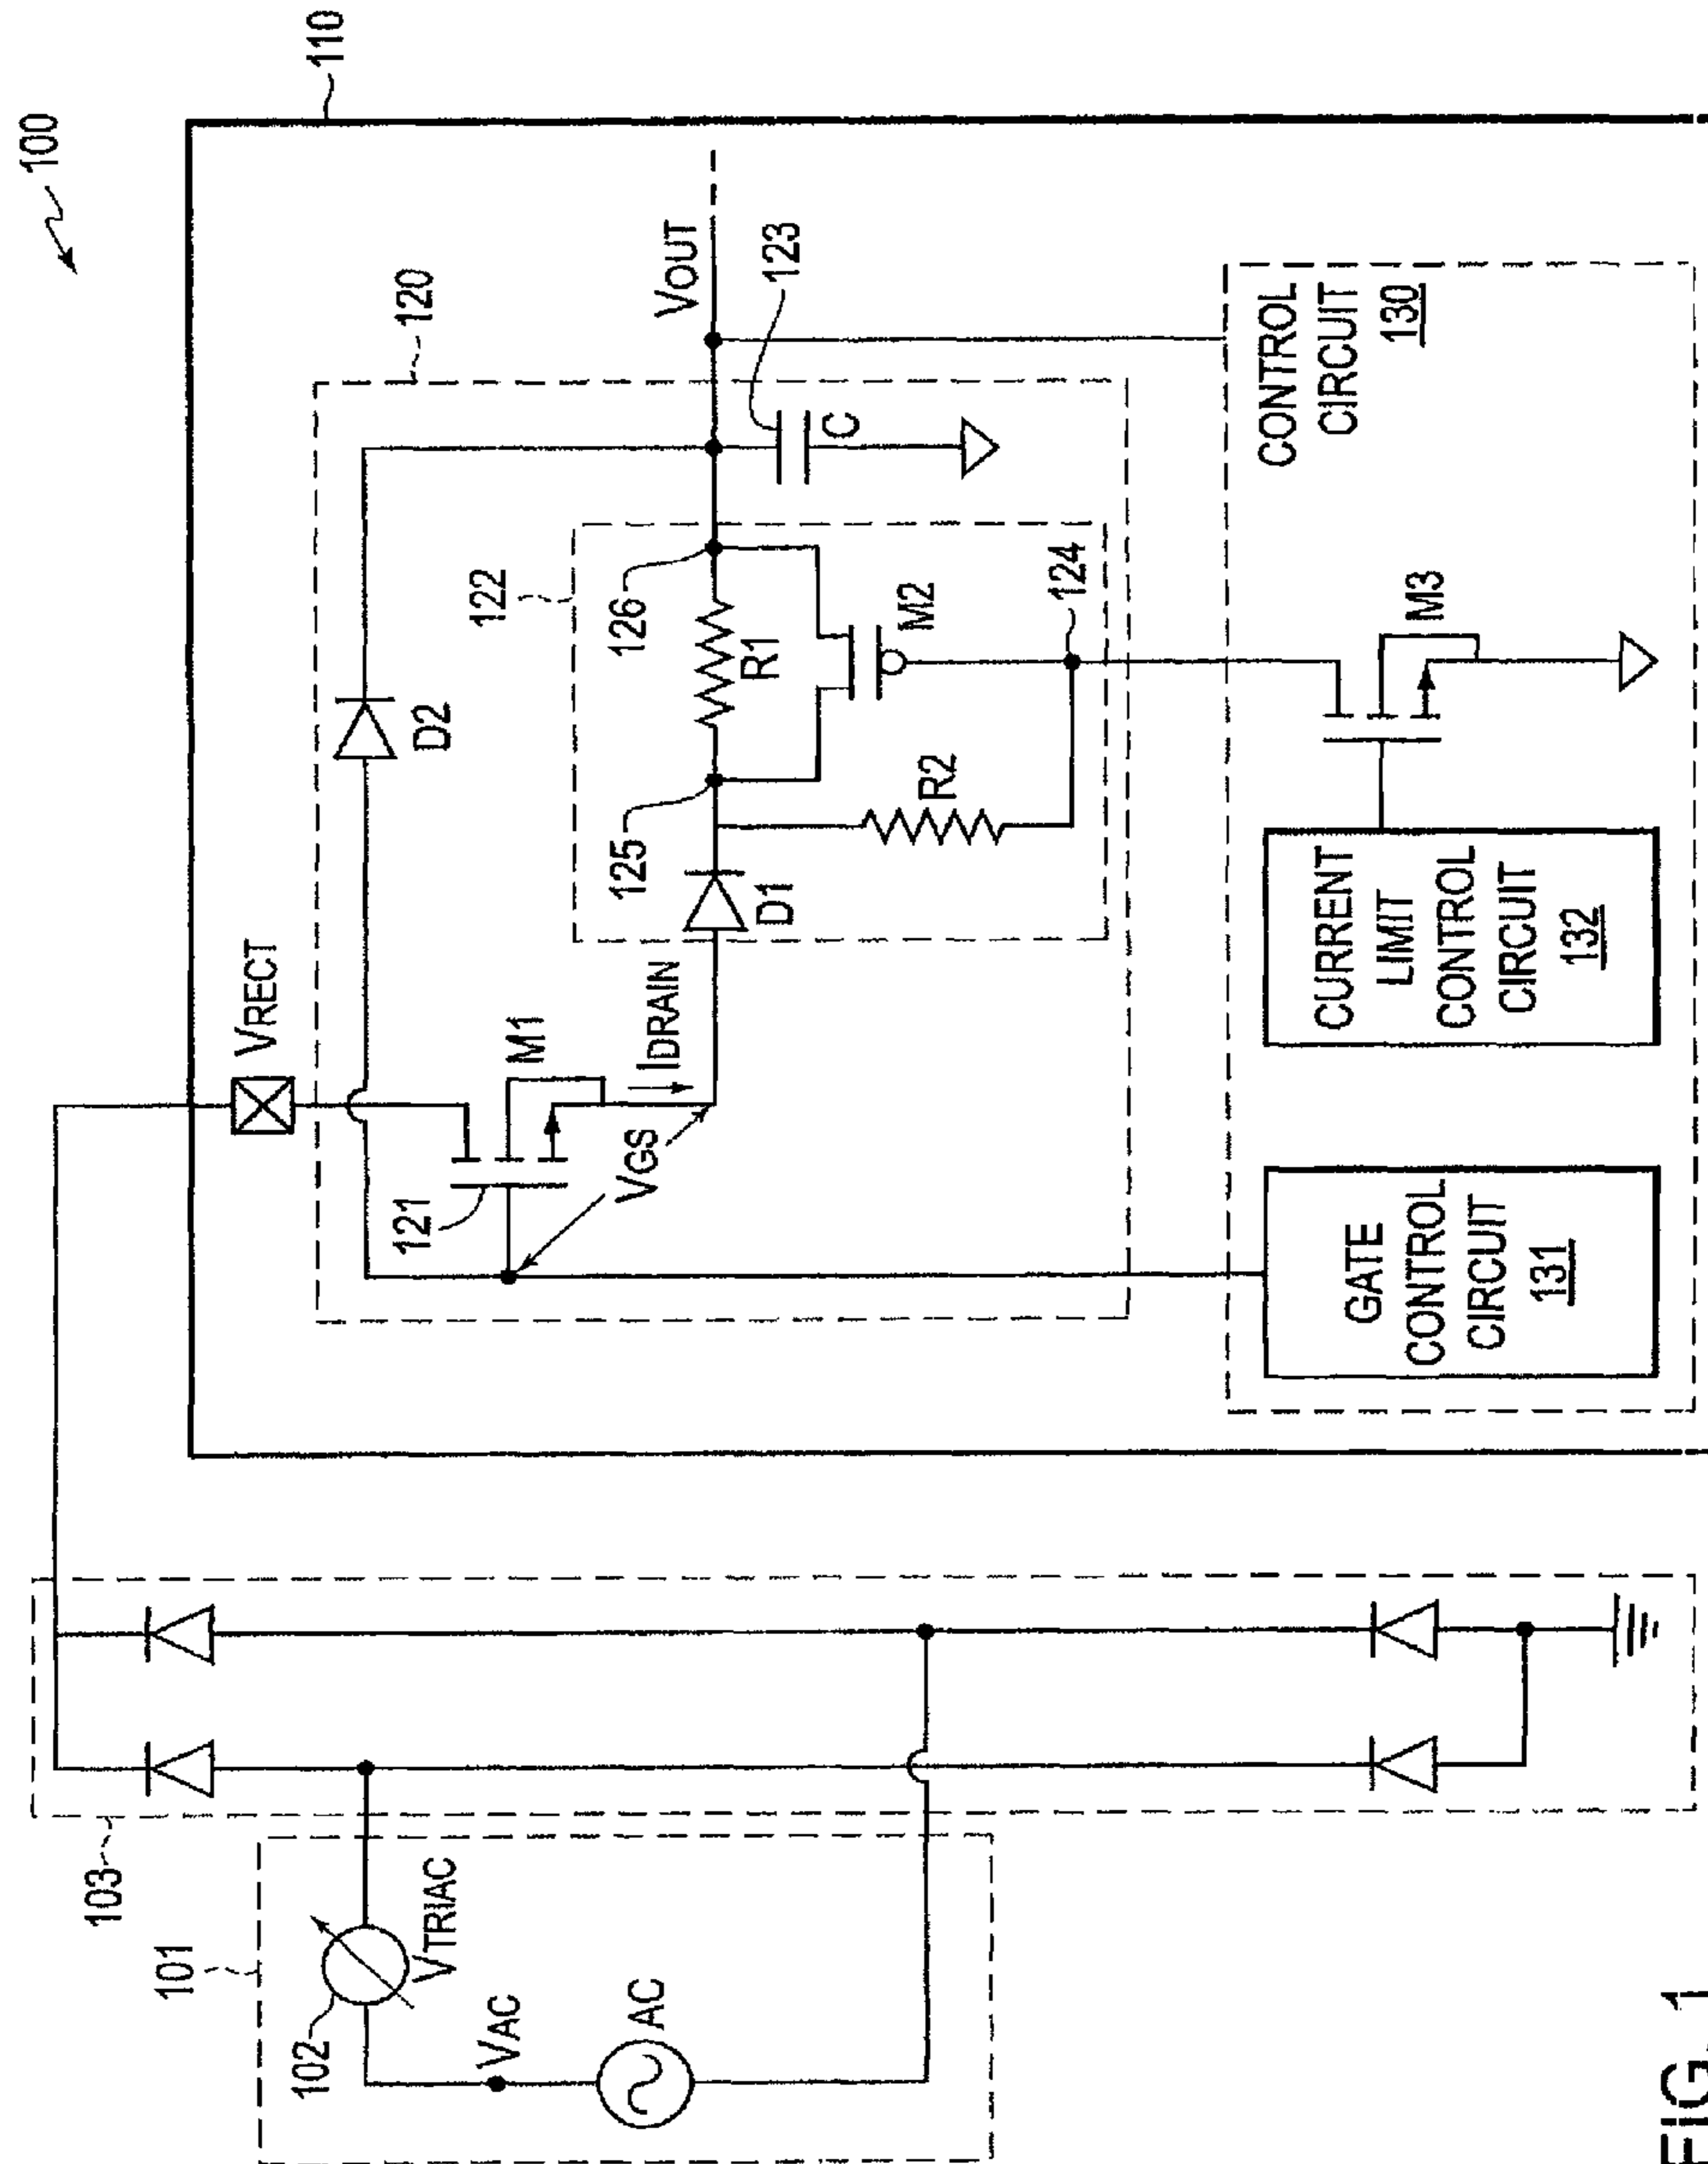 100
110
101
102
VTRIAC
VAC
AC
103
VRECT
120
121
M1
VGS
IDRAIN
D2
122
125
126
D1
R1
R2
M2
124
VOUT
123
C
CONTROL
CIRCUIT
130
GATE
CONTROL
CIRCUIT
131
CURRENT
LIMIT
CONTROL
CIRCUIT
132
M3
FIG. 1